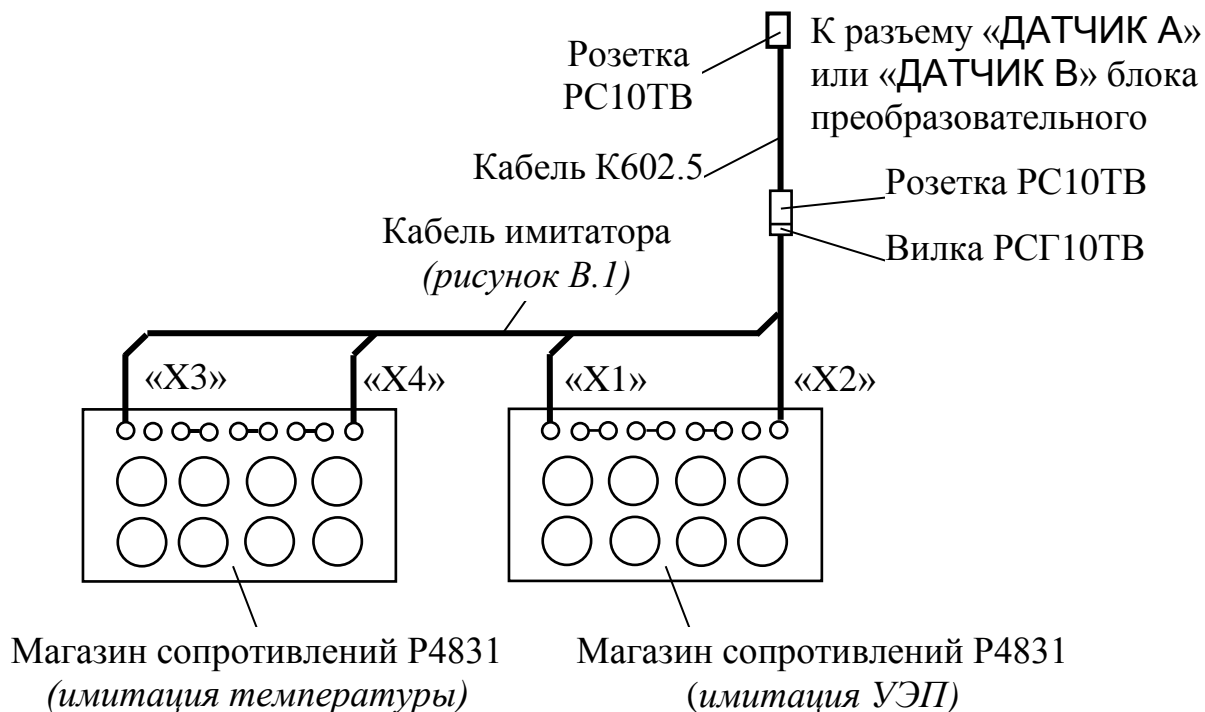 К разъему «ДАТЧИК А»
или «ДАТЧИК В» блока
преобразовательного
Розетка
РС10ТВ
Кабель К602.5
Розетка РС10ТВ
Вилка РСГ10ТВ
Кабель имитатора
(рисунок В.1)
«Х3»
«Х4»
«Х1»
«Х2»
Магазин сопротивлений Р4831
(имитация температуры)
Магазин сопротивлений Р4831
(имитация УЭП)